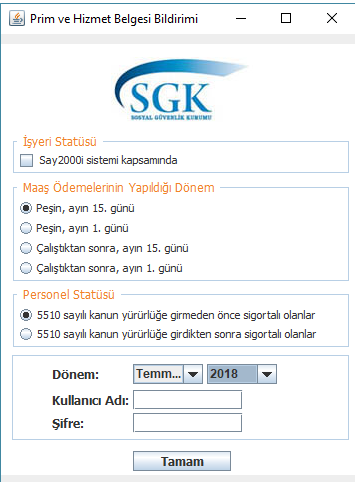 Prim ve Hizmet Belgesi Bildirimi
SGK
SOSYAL GÜVENLİK KURUMU
İşyeri Statüsü
Say2000i sistemi kapsamında
Maaş Ödemelerinin Yapıldığı Dönem
Peşin, ayın 15. günü
Peşin, ayın 1. günü
Çalıştıktan sonra, ayın 15. günü
Çalıştıktan sonra, ayın 1. günü
Personel Statüsü
5510 sayılı kanun yürürlüğe girmeden önce sigortalı olanlar
5510 sayılı kanun yürürlüğe girdikten sonra sigortalı olanlar
Dönem: Temm... 2018
Kullanıcı Adı:
Şifre:
Tamam